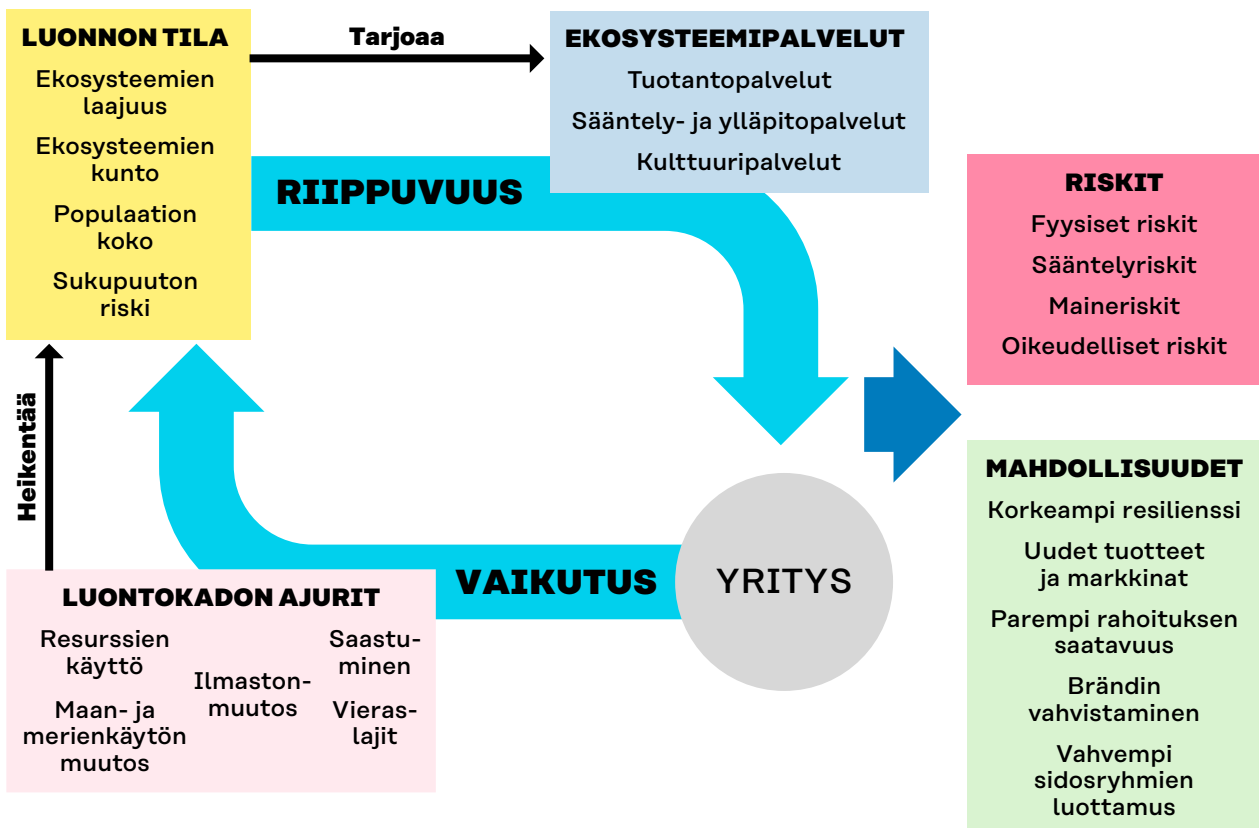 LUONNON TILA
Ekosysteemien
laajuus
Ekosysteemien
kunto
Populaation
koko
Sukupuuton
riski
Tarjoaa
EKOSYSTEEMIPALVELUT
Tuotantopalvelut
Sääntely- ja ylläpitopalvelut
Kulttuuripalvelut
RIIPPUVUUS
RISKIT
Fyysiset riskit
Sääntelyriskit
Maineriskit
Oikeudelliset riskit
Heikentää
MAHDOLLISUUDET
Korkeampi resilienssi
Uudet tuotteet
ja markkinat
Parempi rahoituksen
saatavuus
Brändin
vahvistaminen
Vahvempi
sidosryhmien
luottamus
VAIKUTUS
YRITYS
LUONTOKADON AJURIT
Resurssien
käyttö
Maan- ja
merienkäytön
muutos
Ilmaston-
muutos
Saastu-
minen
Vieras-
lajit